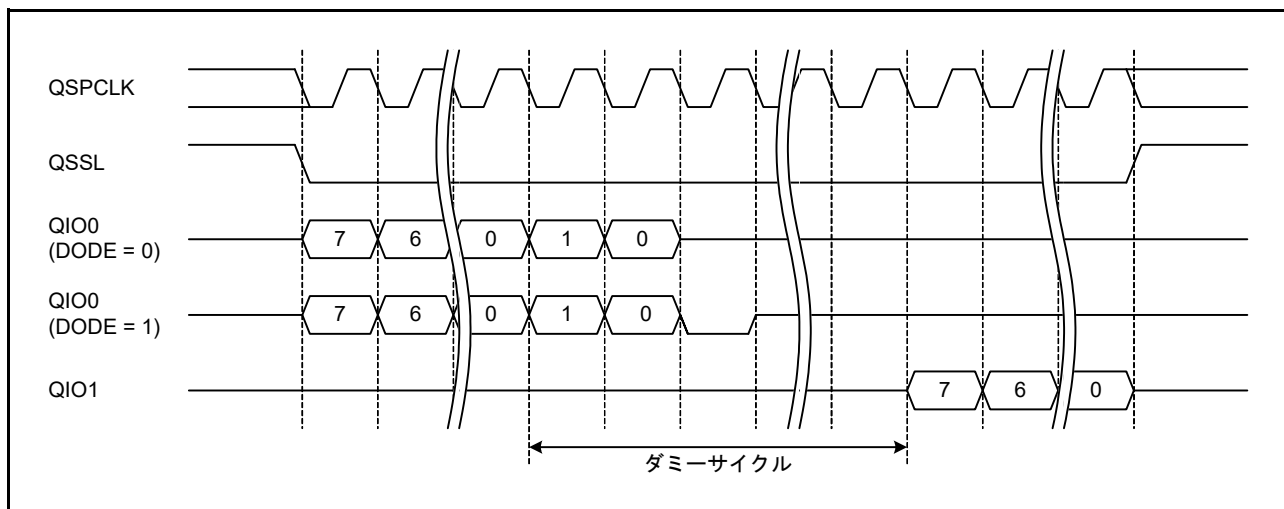 QSPCLK
QSSL
QIO0
(DODE = 0)
7 6 0 1 0
QIO0
(DODE = 1)
7 6 0 1 0
QIO1
7 6 0
ダミーサイクル